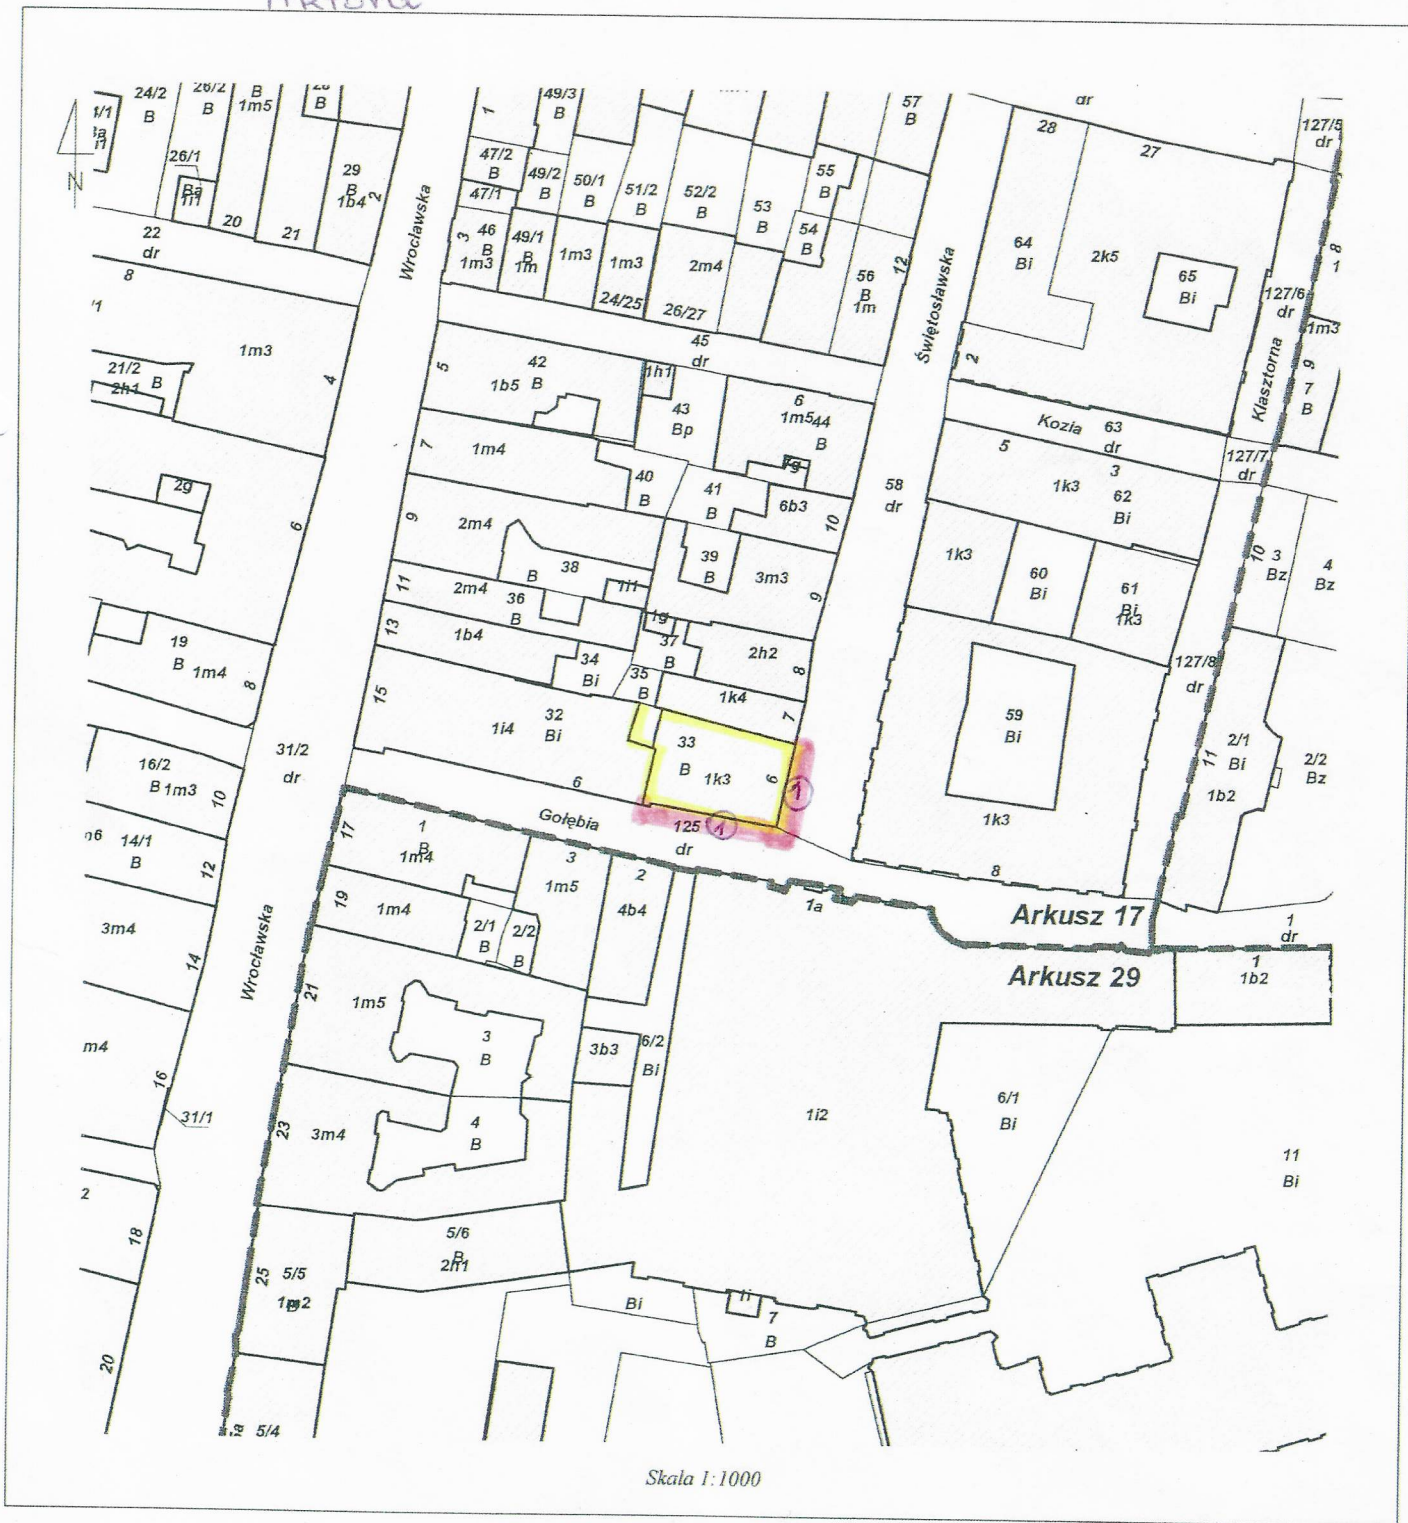 24/2
B
26/2
B
B
1m5
B
26/1
Ba
1i1
20
21
29
B
1b4
2
22
dr
8
N
Wrocławska
1
49/3
B
47/2
B
49/2
B
47/1
50/1
B
51/2
B
52/2
B
53
B
55
B
54
B
57
B
3
46
B
1m3
49/1
B
1m
1m3
1m3
24/25
2m4
26/27
56
B
1m
12
45
dr
Świętosławska
dr
28
27
64
Bi
2k5
65
Bi
2
127/5
dr
127/6
dr
8
1
1m3
9
7
B
Klasztorna
Kozia
63
dr
127/7
dr
1m3
4
21/2
B
2h1
2g
6
5
42
B
1b5
1h1
43
Bp
6
1m5
44
B
1g
7
1m4
40
B
41
B
6b3
10
58
dr
5
3
1k3
62
Bi
9
2m4
38
B
39
B
3m3
9
1k3
60
Bi
61
Bi
1k3
10
3
Bz
4
Bz
11
2m4
36
B
1i1
13
1b4
34
Bi
1g
37
B
2h2
8
35
B
1k4
7
19
B
1m4
8
15
32
Bi
1i4
33
B
1k3
6
1
59
Bi
1k3
127/8
dr
11
2/1
Bi
1b2
2/2
Bz
31/2
dr
16/2
B
1m3
10
6
Gołębia
125
dr
1
8
14/1
B
12
17
1
B
1m4
3
1m5
2
4b4
1a
Arkusz 17
1
dr
3m4
14
Wrocławska
19
1m4
2/1
B
2/2
B
Arkusz 29
1
1b2
m4
16
31/1
21
1m5
3
B
3b3
6/2
Bi
1i2
6/1
Bi
11
Bi
23
3m4
4
B
2
18
20
25
5/5
B
1m2
5/6
B
2h1
Bi
1i
7
B
5/4
Skala 1:1000